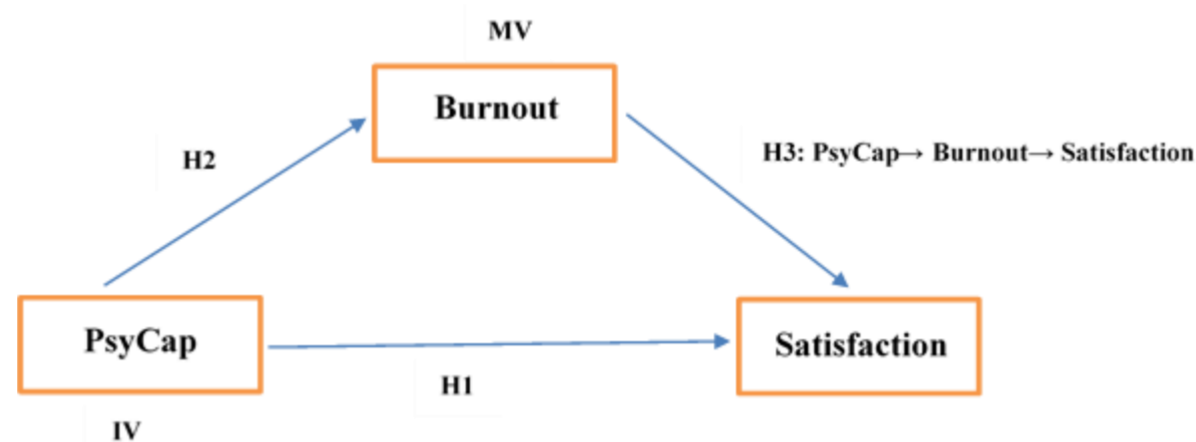 MV
Burnout
H2
H3: PsyCap→ Burnout→ Satisfaction
PsyCap
Satisfaction
H1
IV